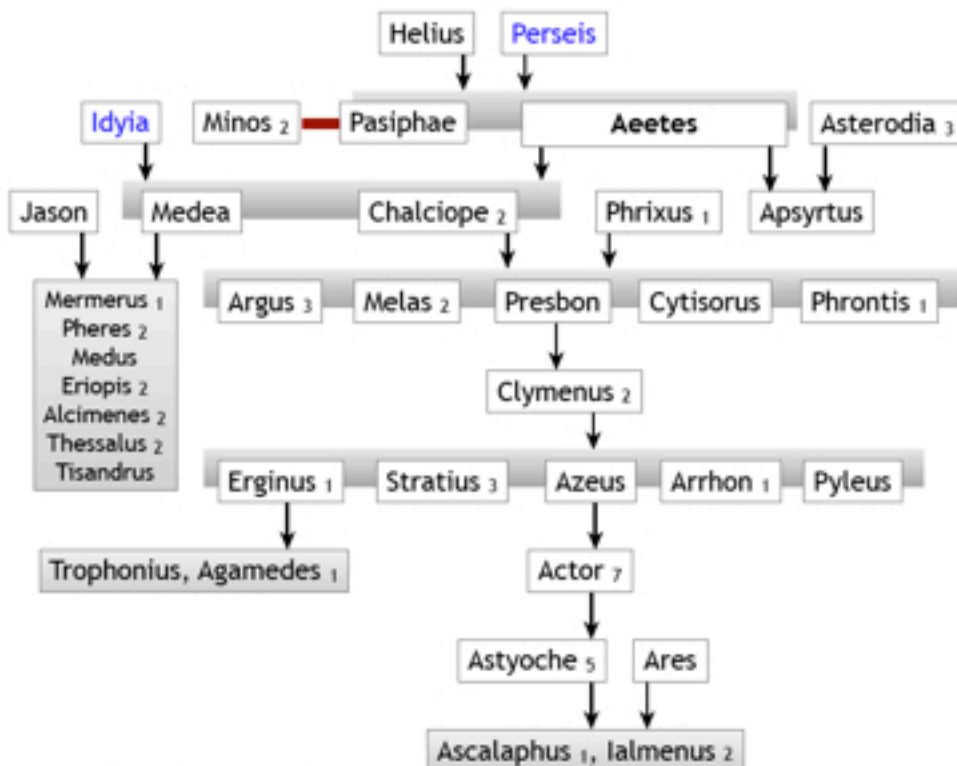 Helius Perseis
Idyia Minos 2 Pasiphae Aeetes Asterodia 3
Jason Medea Chalciope 2 Phrixus 1 Apsyrtus
Mermerus 1
Pheres 2
Medus
Eriopis 2
Alcimenes 2
Thessalus 2
Tisandrus
Argus 3 Melas 2 Presbon Cytisorus Phrontis 1
Clymenus 2
Erginus 1 Stratius 3 Azeus Arrhon 1 Pyleus
Trophonius, Agamedes 1 Actor 7
Astyoche 5 Ares
Ascalaphus 1, Ialmenus 2